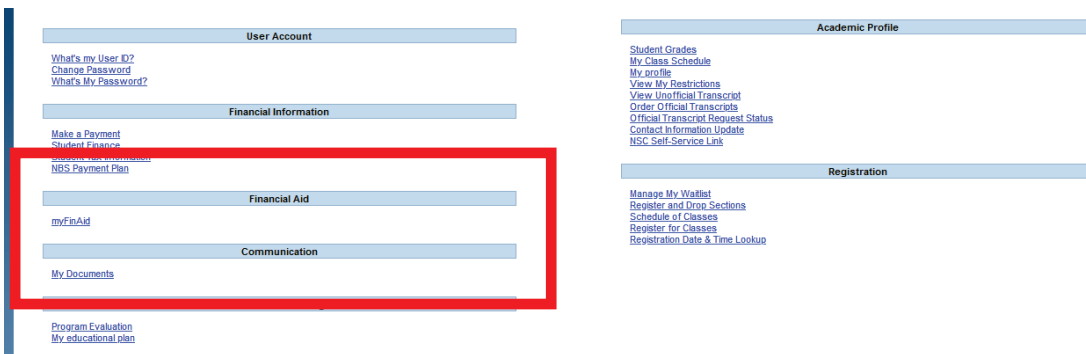 User Account
What's my User ID?
Change Password
What's My Password?
Financial Information
Make a Payment
Student Finance
Student Tax Information
NBS Payment Plan
Financial Aid
myFinAid
Communication
My Documents
Program Evaluation
My educational plan
Academic Profile
Student Grades
My Class Schedule
My profile
View My Restrictions
View Unofficial Transcript
Order Official Transcripts
Official Transcript Request Status
Contact Information Update
NSC Self-Service Link
Registration
Manage My Waitlist
Register and Drop Sections
Schedule of Classes
Register for Classes
Registration Date & Time Lookup